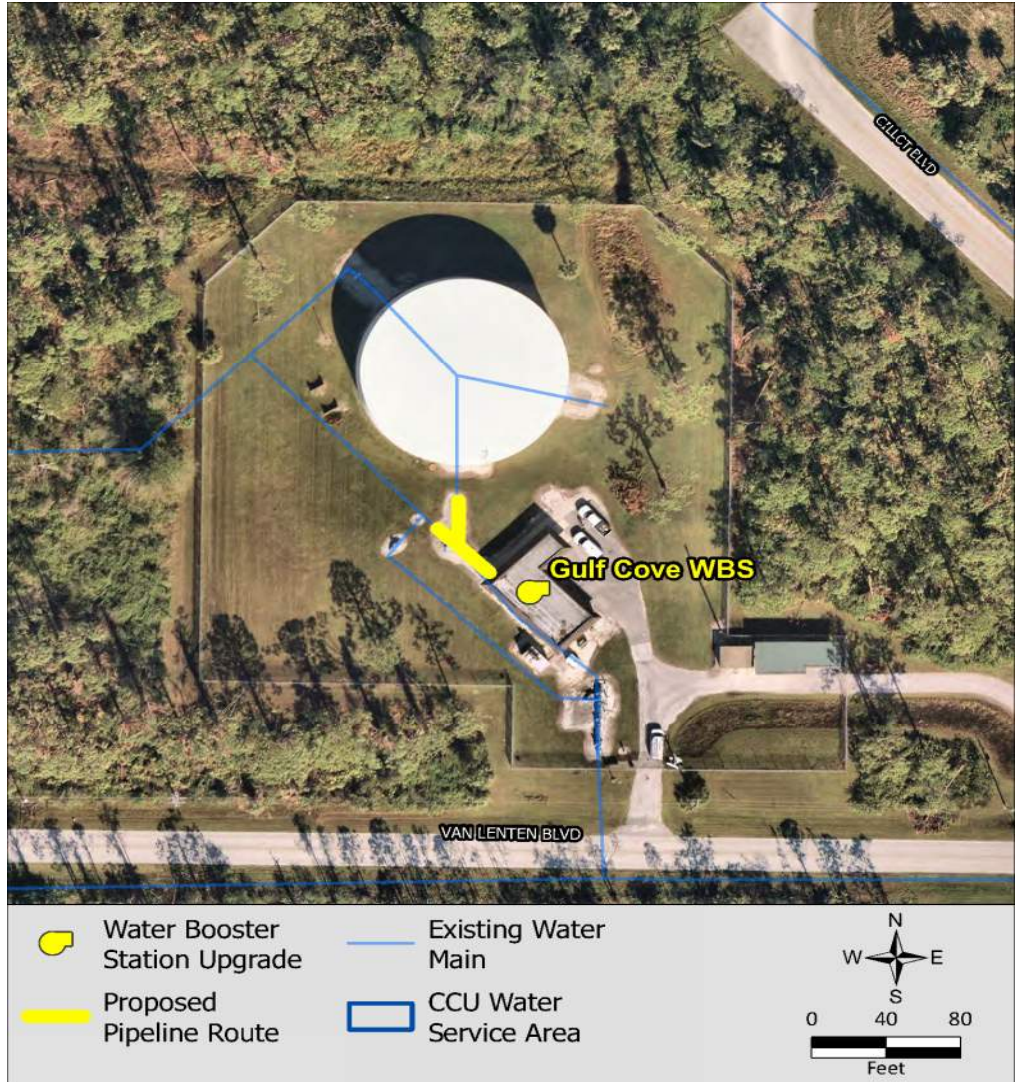 CILLCT BLVD
Gulf Cove WBS
VAN LENTEN BLVD
Water Booster
Station Upgrade
Existing Water
Main
Proposed
Pipeline Route
CCU Water
Service Area
N
W E
S
0 40 80
Feet